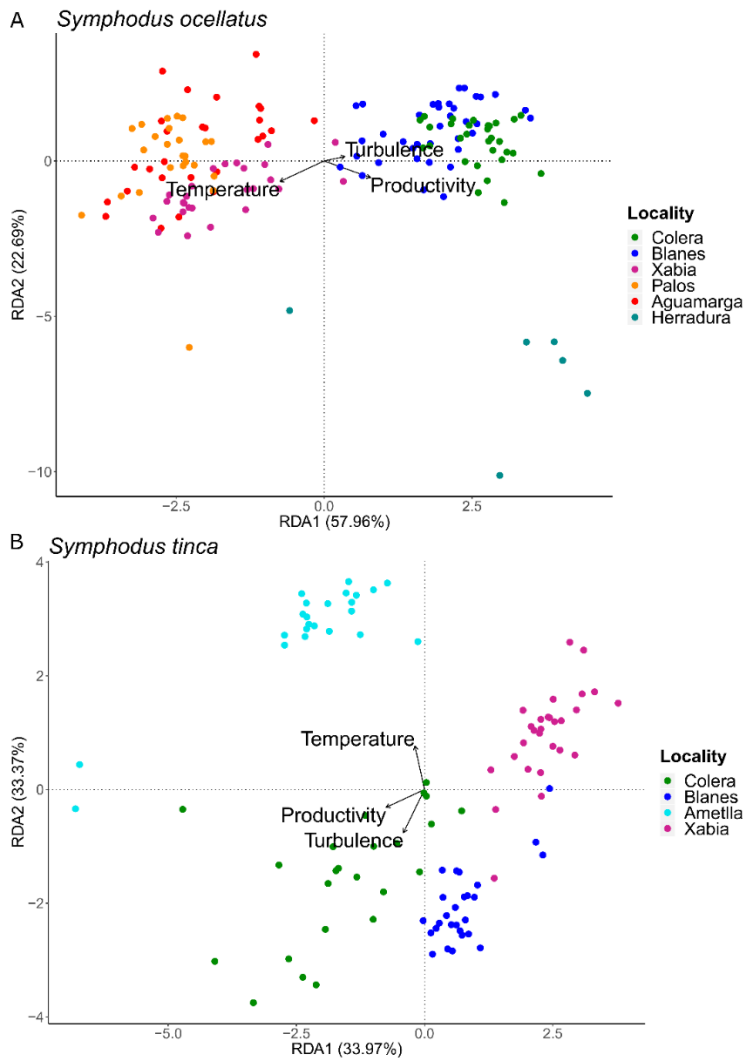 A
Symphodus ocellatus
0
−5
−10
RDA2 (22.69%)
Turbulence
Temperature
Productivity
−2.5
0.0
2.5
RDA1 (57.96%)
Locality
Colera
Blanes
Xabia
Palos
Aguamarga
Herradura
B
Symphodus tinca
4
2
0
−2
−4
RDA2 (33.37%)
Temperature
Productivity
Turbulence
−5.0
−2.5
0.0
2.5
RDA1 (33.97%)
Locality
Colera
Blanes
Ametlla
Xabia